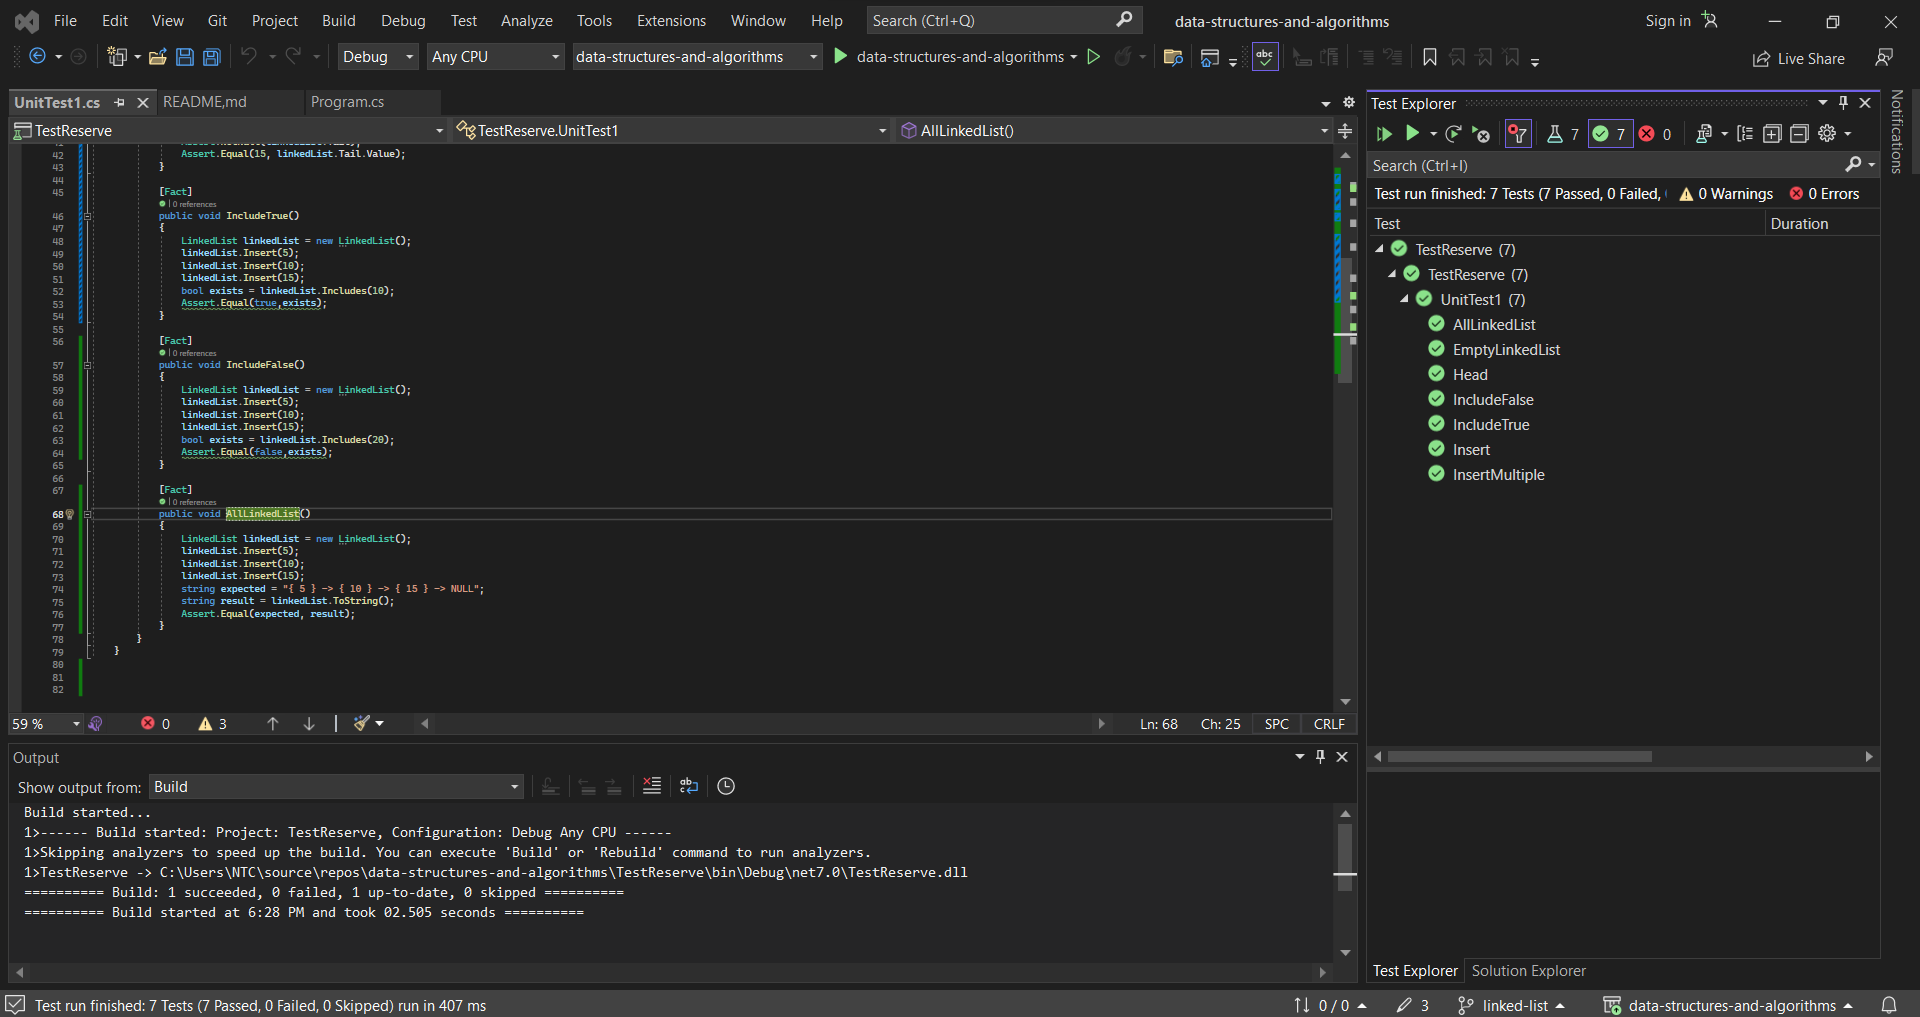 File Edit View Git Project Build Debug Test Analyze Tools Extensions Window Help Search (Ctrl+Q) data-structures-and-algorithms Sign in
Debug Any CPU data-structures-and-algorithms data-structures-and-algorithms Live Share
UnitTest1.cs README,md Program.cs
TestReserve TestReserve.UnitTest1 AllLinkedList()
42 Assert.Equal(15, linkedList.Tail.Value);
43 }
44
45 [Fact]
0 references
46 public void IncludeTrue()
47 {
48 LinkedList linkedList = new LinkedList();
49 linkedList.Insert(5);
50 linkedList.Insert(10);
51 linkedList.Insert(15);
52 bool exists = linkedList.Includes(10);
53 Assert.Equal(true,exists);
54 }
55
56 [Fact]
0 references
57 public void IncludeFalse()
58 {
59 LinkedList linkedList = new LinkedList();
60 linkedList.Insert(5);
61 linkedList.Insert(10);
62 linkedList.Insert(15);
63 bool exists = linkedList.Includes(20);
64 Assert.Equal(false,exists);
65 }
66
67 [Fact]
0 references
68 public void AllLinkedList()
69 {
70 LinkedList linkedList = new LinkedList();
71 linkedList.Insert(5);
72 linkedList.Insert(10);
73 linkedList.Insert(15);
74 string expected = "{ 5 } -> { 10 } -> { 15 } -> NULL";
75 string result = linkedList.ToString();
76 Assert.Equal(expected, result);
77 }
78 }
79 }
80
81
82
59 % 0 3 Ln: 68 Ch: 25 SPC CRLF
Output
Show output from: Build
Build started...
1>------ Build started: Project: TestReserve, Configuration: Debug Any CPU ------
1>Skipping analyzers to speed up the build. You can execute 'Build' or 'Rebuild' command to run analyzers.
1>TestReserve -> C:\Users\NTC\source\repos\data-structures-and-algorithms\TestReserve\bin\Debug\net7.0\TestReserve.dll
========== Build: 1 succeeded, 0 failed, 1 up-to-date, 0 skipped ==========
========== Build started at 6:28 PM and took 02.505 seconds ==========
Test Explorer
7 7 0
Search (Ctrl+I)
Test run finished: 7 Tests (7 Passed, 0 Failed, 0 Warnings 0 Errors
Test Duration
TestReserve (7)
TestReserve (7)
UnitTest1 (7)
AllLinkedList
EmptyLinkedList
Head
IncludeFalse
IncludeTrue
Insert
InsertMultiple
Test Explorer Solution Explorer
Notifications
Test run finished: 7 Tests (7 Passed, 0 Failed, 0 Skipped) run in 407 ms 0 / 0 3 linked-list data-structures-and-algorithms